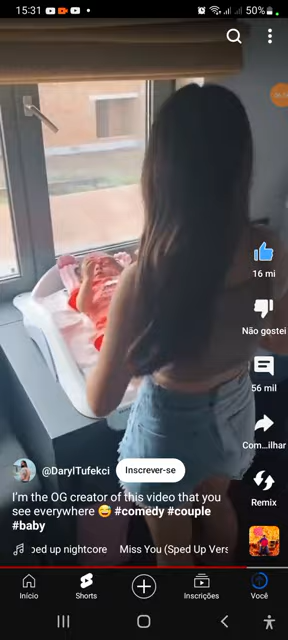 15:31
50%
16 mi
Não gostei
56 mil
Com...ilhar
@DarylTufekci
Inscrever-se
Remix
I'm the OG creator of this video that you
see everywhere 😅 #comedy #couple
#baby
ped up nightcore Miss You (Sped Up Vers
Início
Shorts
Inscrições
Você